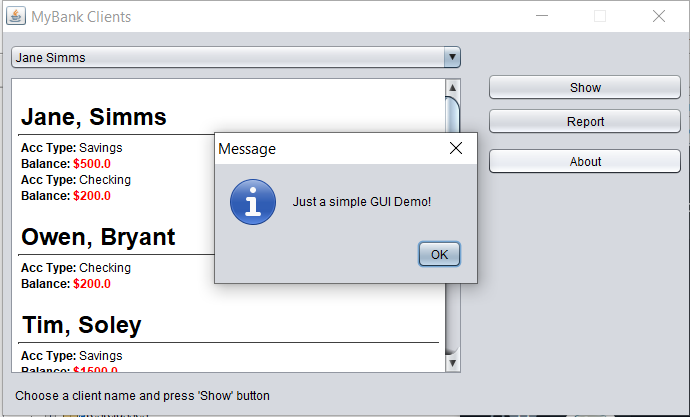 MyBank Clients
Jane Simms
Show
Report
About
Jane, Simms
Acc Type: Savings
Balance: $500.0
Acc Type: Checking
Balance: $200.0
Owen, Bryant
Acc Type: Checking
Balance: $200.0
Tim, Soley
Acc Type: Savings
Balance: $1500.0
Message
Just a simple GUI Demo!
OK
Choose a client name and press 'Show' button